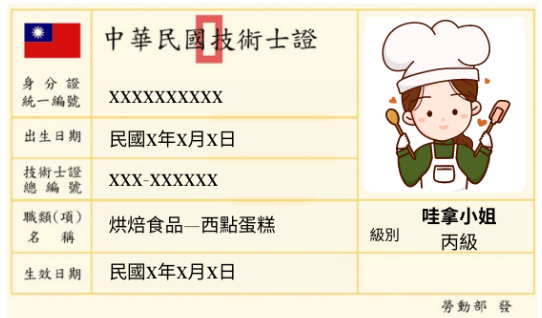 中華民國技術士證
身分證
統一編號
XXXXXXXXXX
出生日期
民國X年X月X日
技術士證
總編號
XXX-XXXXXX
職類(項)
名稱
烘焙食品—西點蛋糕
級別
哇拿小姐
丙級
生效日期
民國X年X月X日
勞動部 發